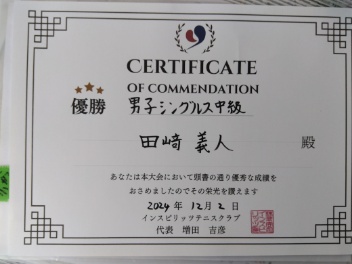 CERTIFICATE
OF COMMENDATION
優勝 男子シングルス中級
田﨑 義人 殿
あなたは本大会において頭書の通り優秀な成績を
おさめましたのでその栄光を讃えます
2024 年 12 月 2 日
インスピリッツテニスクラブ
代表 増田 吉彦